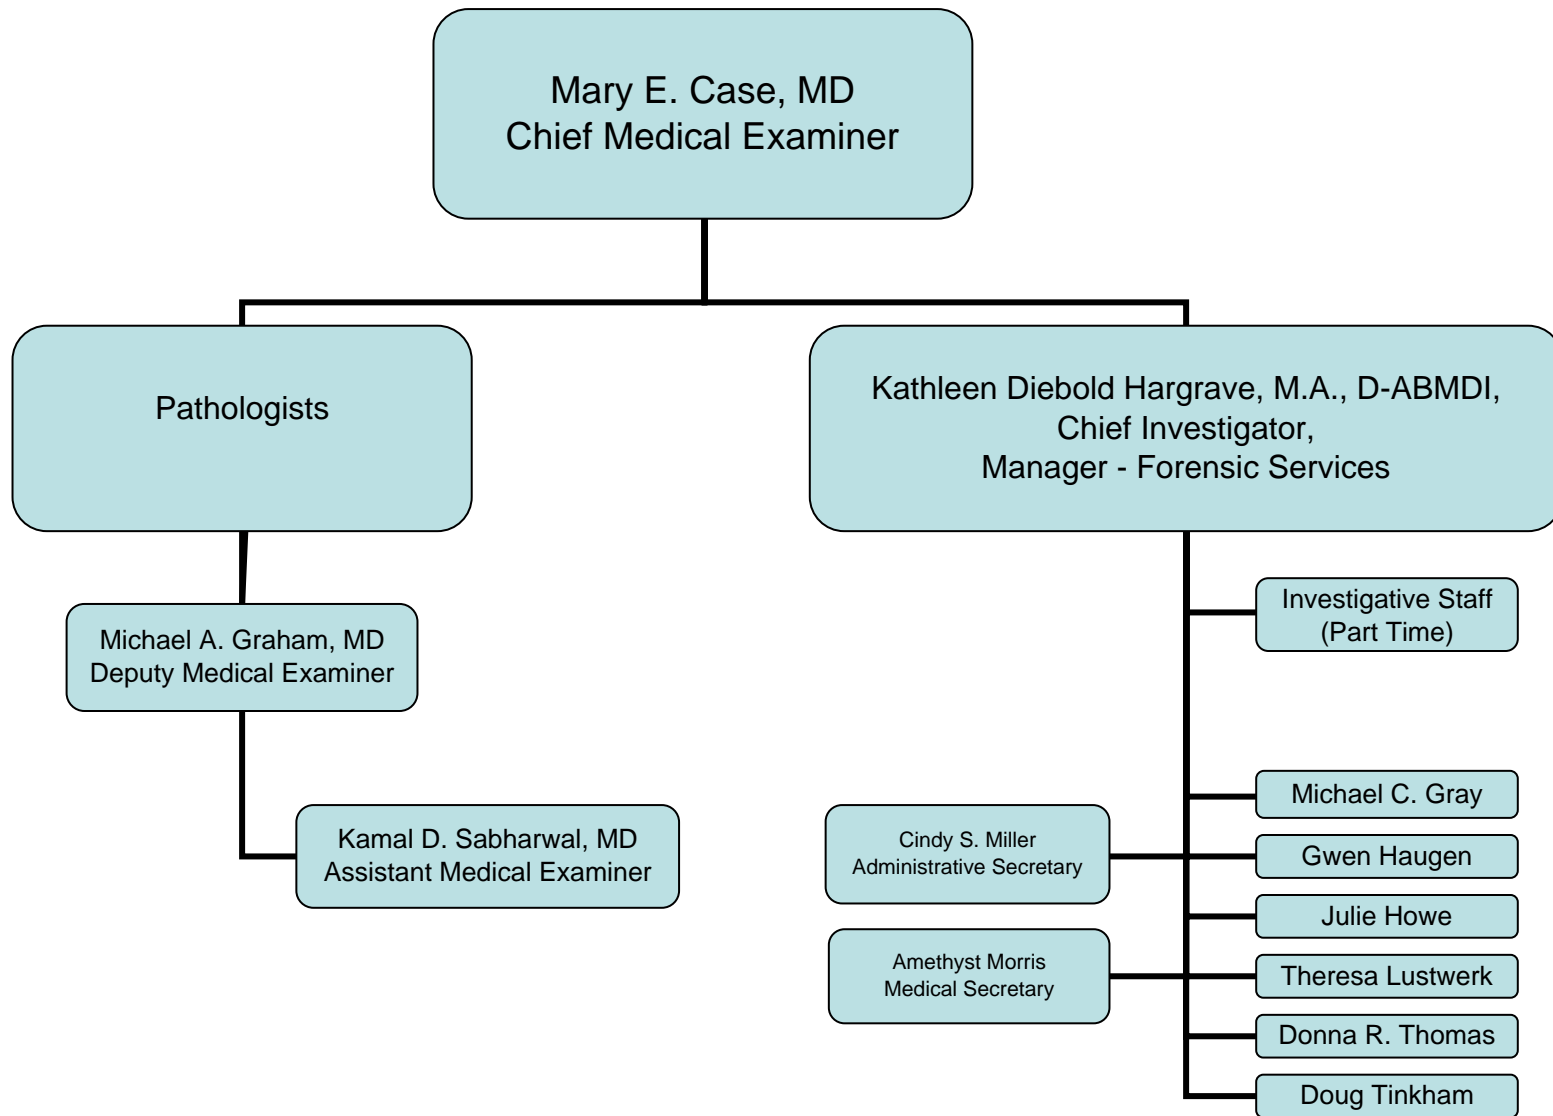 Mary E. Case, MD
Chief Medical Examiner
Pathologists
Kathleen Diebold Hargrave, M.A., D-ABMDI,
Chief Investigator,
Manager - Forensic Services
Michael A. Graham, MD
Deputy Medical Examiner
Kamal D. Sabharwal, MD
Assistant Medical Examiner
Investigative Staff
(Part Time)
Cindy S. Miller
Administrative Secretary
Amethyst Morris
Medical Secretary
Michael C. Gray
Gwen Haugen
Julie Howe
Theresa Lustwerk
Donna R. Thomas
Doug Tinkham